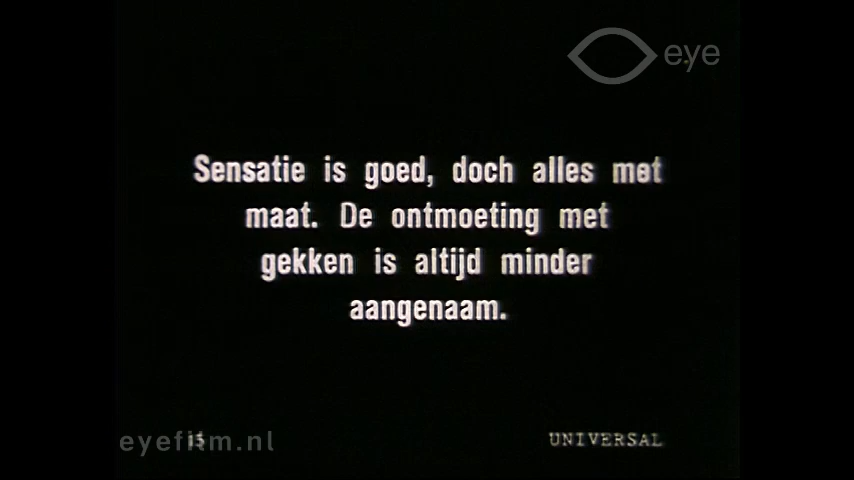 eye
Sensatie is goed, doch alles met
maat. De ontmoeting met
gekken is altijd minder
aangenaam.
eyefilm.nl
15
UNIVERSAL